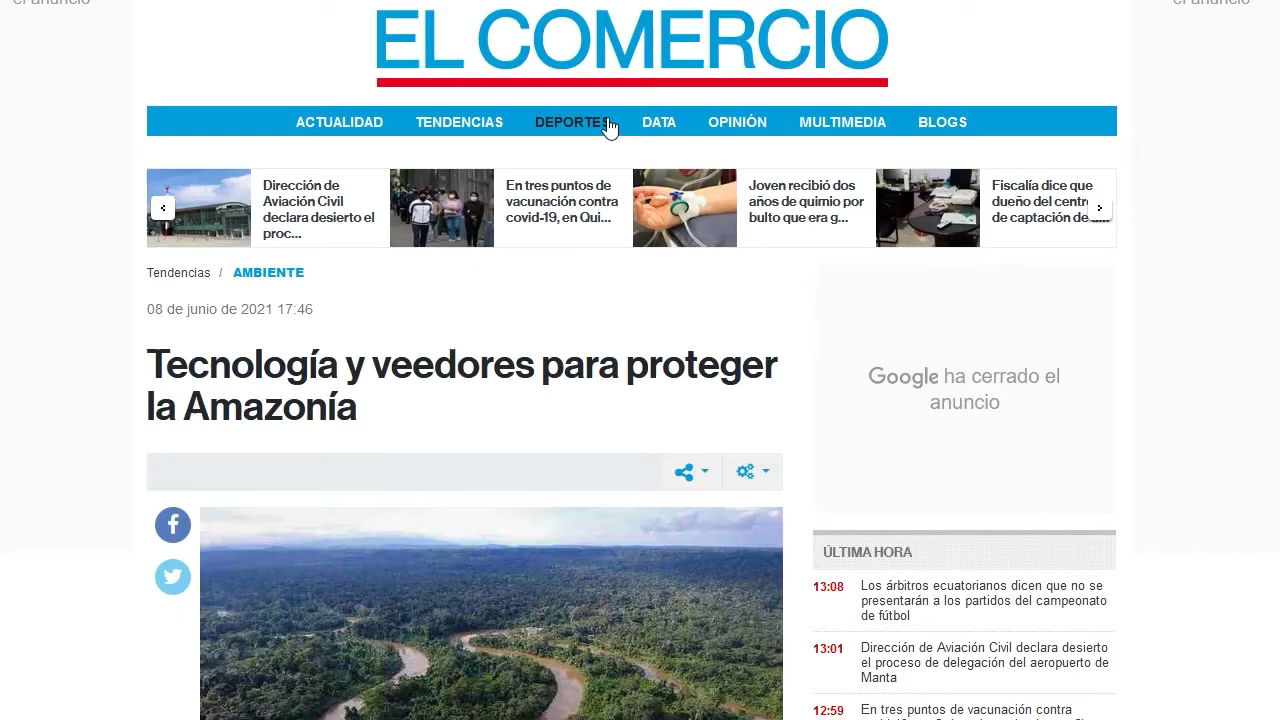 el anuncio
el anuncio
EL COMERCIO
ACTUALIDAD TENDENCIAS DEPORTES DATA OPINIÓN MULTIMEDIA BLOGS
Dirección de
Aviación Civil
declara desierto el
proc...
En tres puntos de
vacunación contra
covid-19, en Qui...
Joven recibió dos
años de quimio por
bulto que era g...
Fiscalía dice que
dueño del centr
de captación de
Tendencias / AMBIENTE
08 de junio de 2021 17:46
Tecnología y veedores para proteger
la Amazonía
Google ha cerrado el
anuncio
ÚLTIMA HORA
13:08 Los árbitros ecuatorianos dicen que no se
presentarán a los partidos del campeonato
de fútbol
13:01 Dirección de Aviación Civil declara desierto
el proceso de delegación del aeropuerto de
Manta
12:59 En tres puntos de vacunación contra